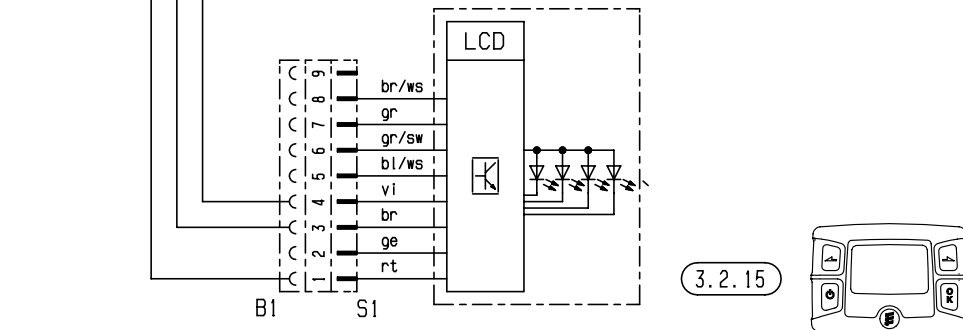 LCD
9
8 br/ws
7 gr
6 gr/sw
5 bl/ws
4 vi
3 br
2 ge
1 rt
B1 S1
3.2.15
OK